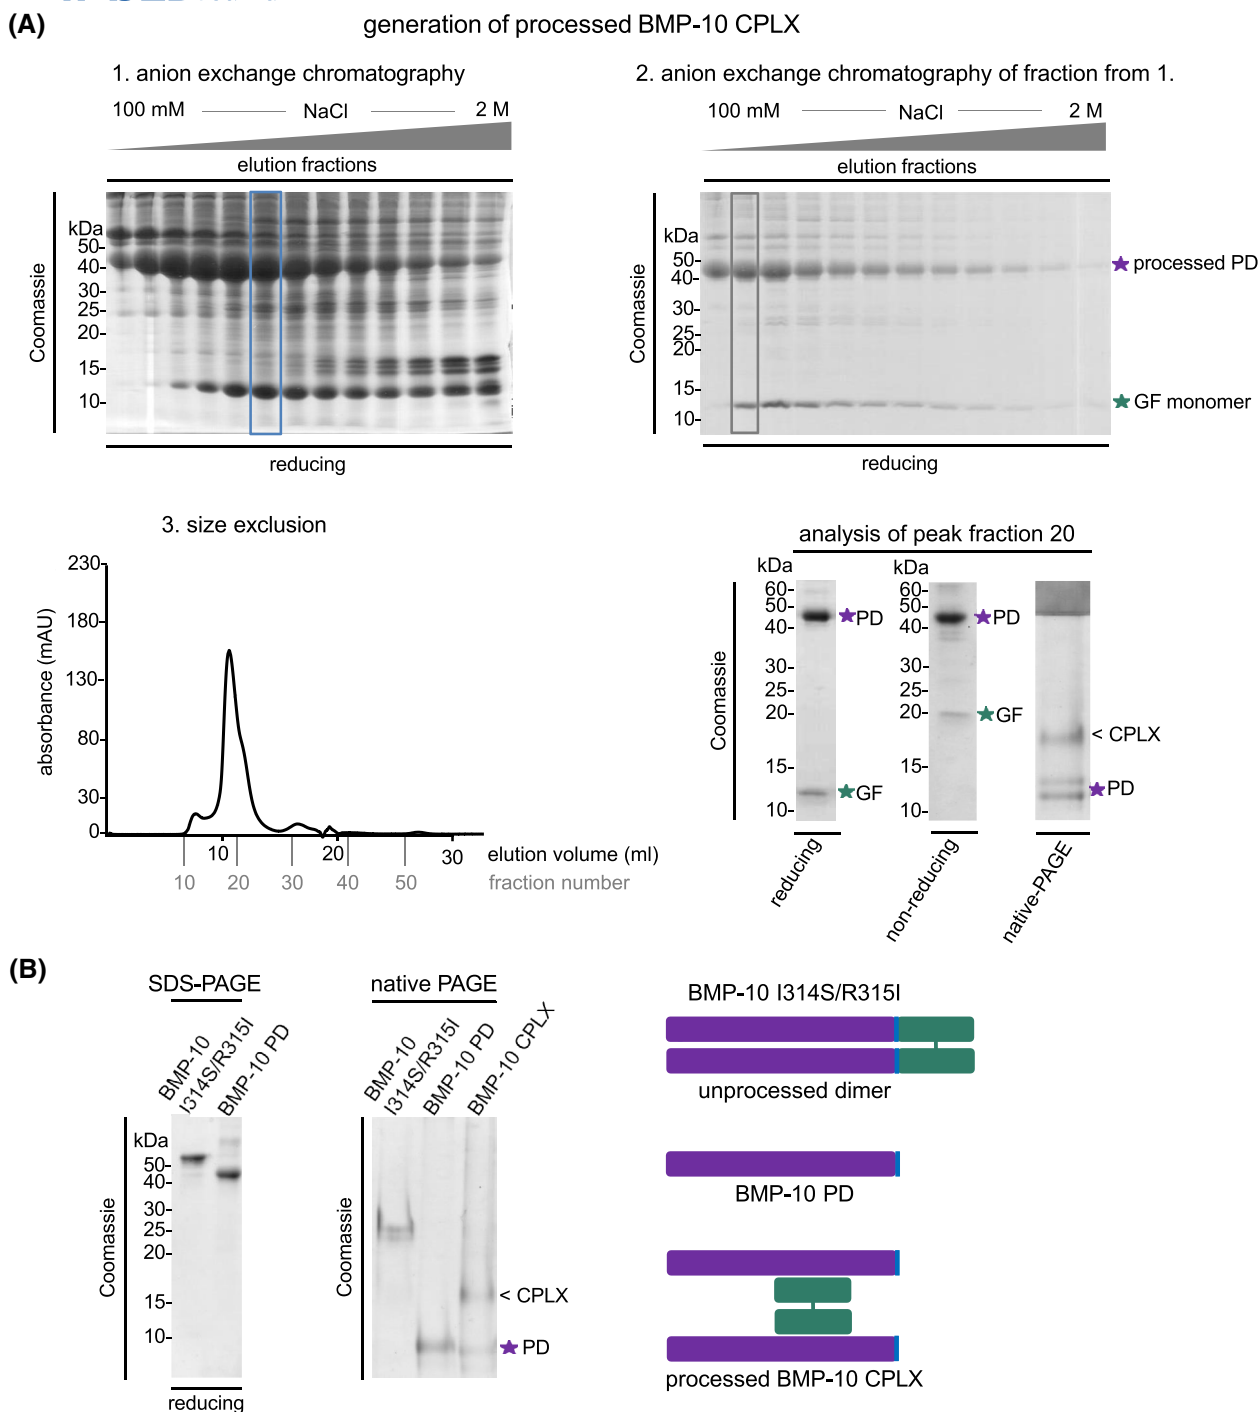 (A)
generation of processed BMP-10 CPLX
1. anion exchange chromatography
100 mM NaCl 2 M
elution fractions
kDa
50
40
30
25
20
15
10
Coomassie
reducing
2. anion exchange chromatography of fraction from 1.
100 mM NaCl 2 M
elution fractions
kDa
50
40
30
25
20
15
10
Coomassie
processed PD
GF monomer
reducing
3. size exclusion
absorbance (mAU)
230
180
130
80
30
0
10 20 30 elution volume (ml)
10 20 30 40 50 fraction number
analysis of peak fraction 20
Coomassie
kDa
60
50
40
30
25
20
15
10
PD
GF
reducing
kDa
60
50
40
30
25
20
15
10
PD
GF
non-reducing
< CPLX
PD
native-PAGE
(B)
SDS-PAGE
BMP-10
I314S/R315I
BMP-10 PD
kDa
50
40
30
25
20
15
10
Coomassie
reducing
native PAGE
BMP-10
I314S/R315I
BMP-10 PD
BMP-10 CPLX
Coomassie
< CPLX
PD
BMP-10 I314S/R315I
unprocessed dimer
BMP-10 PD
processed BMP-10 CPLX